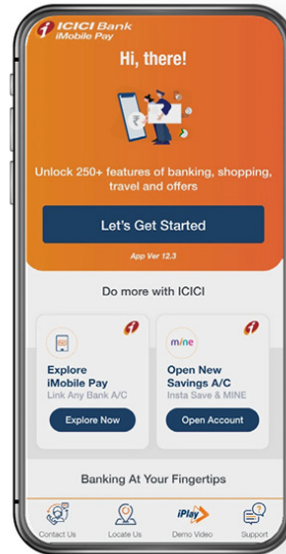 ICICI Bank
iMobile Pay
Hi, there!
Unlock 250+ features of banking, shopping,
travel and offers
Let's Get Started
App Ver 12.3
Do more with ICICI
Explore
iMobile Pay
Link Any Bank A/C
Explore Now
mine
Open New
Savings A/C
Insta Save & MINE
Open Account
Banking At Your Fingertips
Contact Us
Locate Us
iPlay
Demo Video
Support